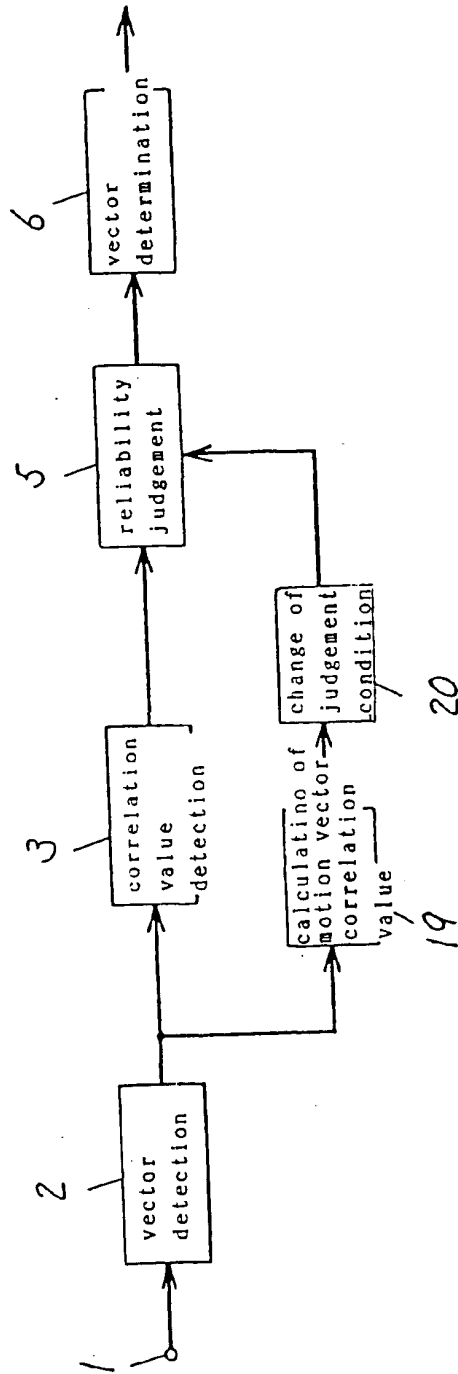 1
2
vector
detection
3
correlation
value
detection
5
reliability
judgement
6
vector
determination
calculatino of
motion vector
correlation
value
19
change of
judgement
condition
20